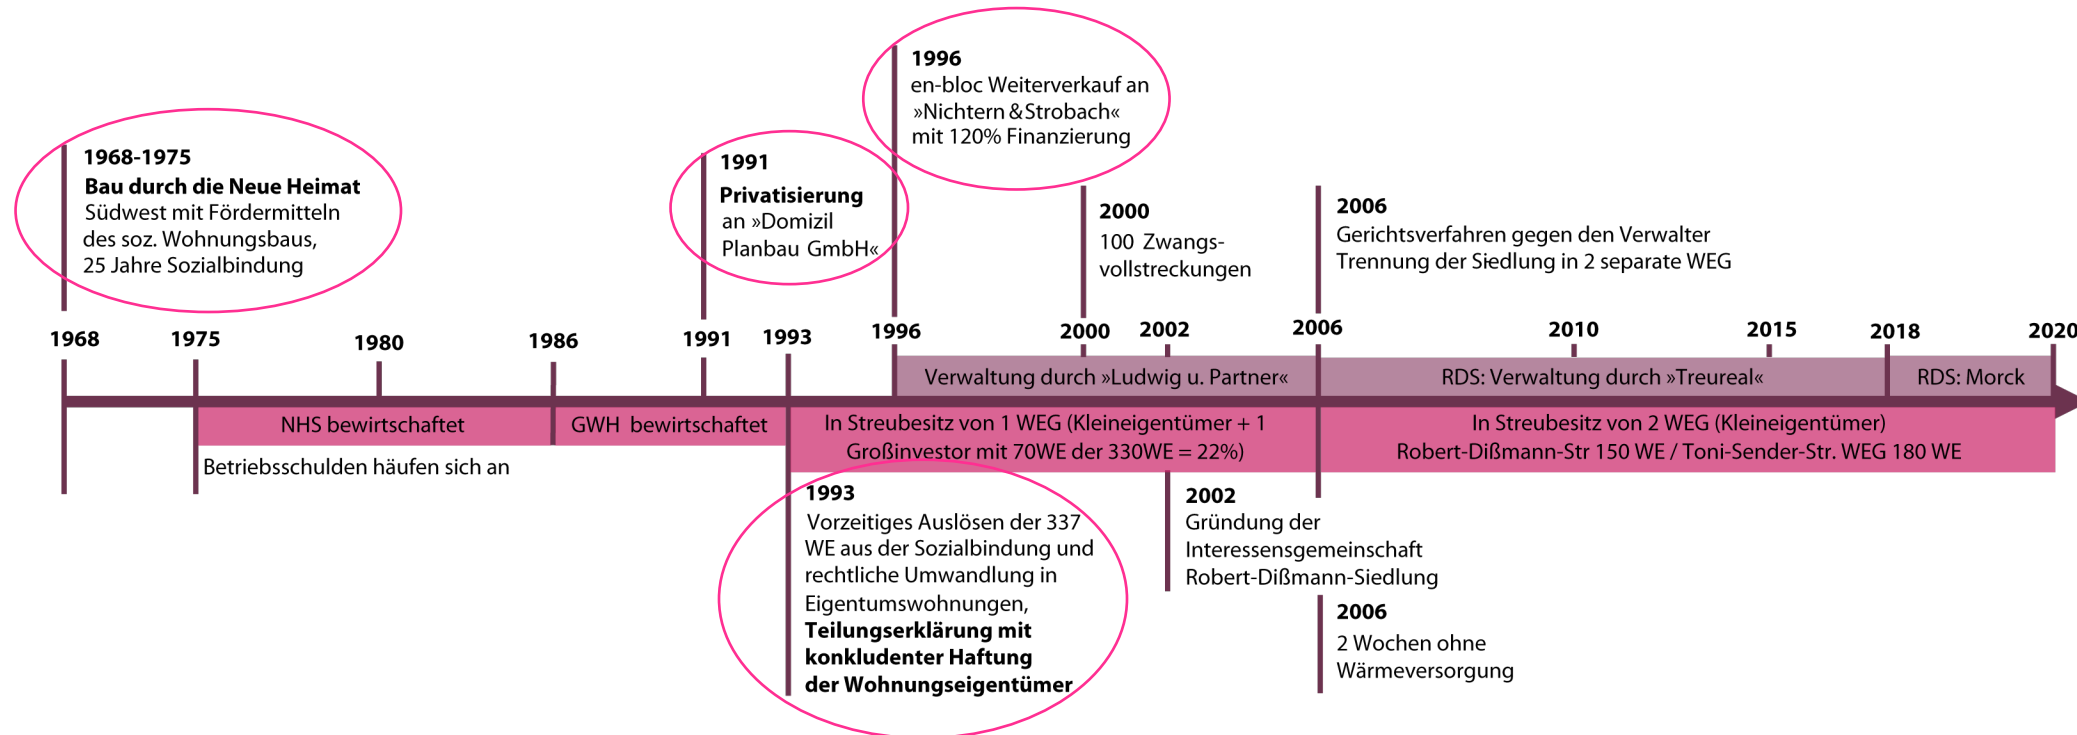 1996
en-bloc Weiterverkauf an
»Nichtern & Strobach«
mit 120% Finanzierung
1968-1975
Bau durch die Neue Heimat
Südwest mit Fördermitteln
des soz. Wohnungsbaus,
25 Jahre Sozialbindung
1991
Privatisierung
an »Domizil
Planbau GmbH«
2000
100 Zwangs-
vollstreckungen
2006
Gerichtsverfahren gegen den Verwalter
Trennung der Siedlung in 2 separate WEG
1968 1975 1980 1986 1991 1993 1996 2000 2002 2006 2010 2015 2018 2020
Verwaltung durch »Ludwig u. Partner« RDS: Verwaltung durch »Treureal« RDS: Morck
NHS bewirtschaftet GWH bewirtschaftet
In Streubesitz von 1 WEG (Kleineigentümer + 1
Großinvestor mit 70WE der 330WE = 22%)
In Streubesitz von 2 WEG (Kleineigentümer)
Robert-Dißmann-Str 150 WE / Toni-Sender-Str. WEG 180 WE
Betriebsschulden häufen sich an
1993
Vorzeitiges Auslösen der 337
WE aus der Sozialbindung und
rechtliche Umwandlung in
Eigentumswohnungen,
Teilungserklärung mit
konkludenter Haftung
der Wohnungseigentümer
2002
Gründung der
Interessensgemeinschaft
Robert-Dißmann-Siedlung
2006
2 Wochen ohne
Wärmeversorgung